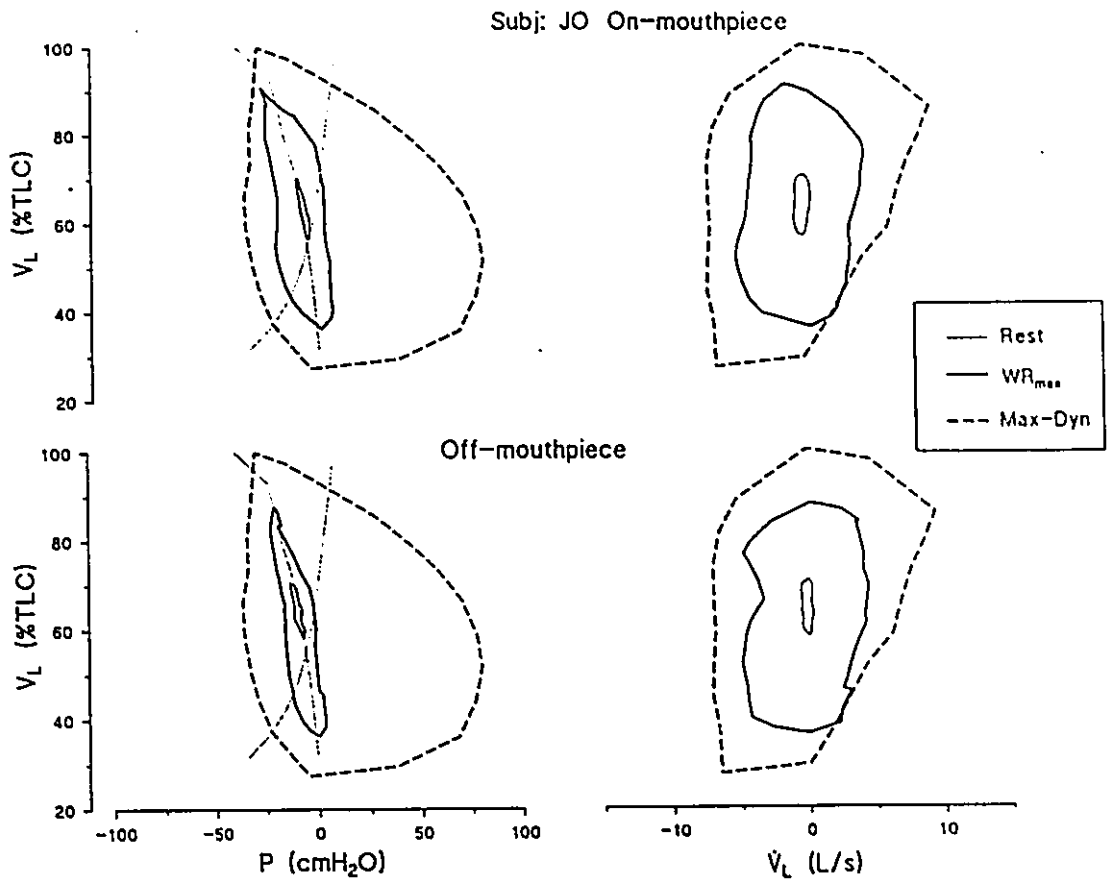 Subj: JO On-mouthpiece
100
80
60
40
20
V_L (%TLC)
Rest
WR_max
Max-Dyn
Off-mouthpiece
100
80
60
40
20
V_L (%TLC)
-100 -50 0 50 100
P (cmH₂O)
-10 0 10
V̇_L (L/s)